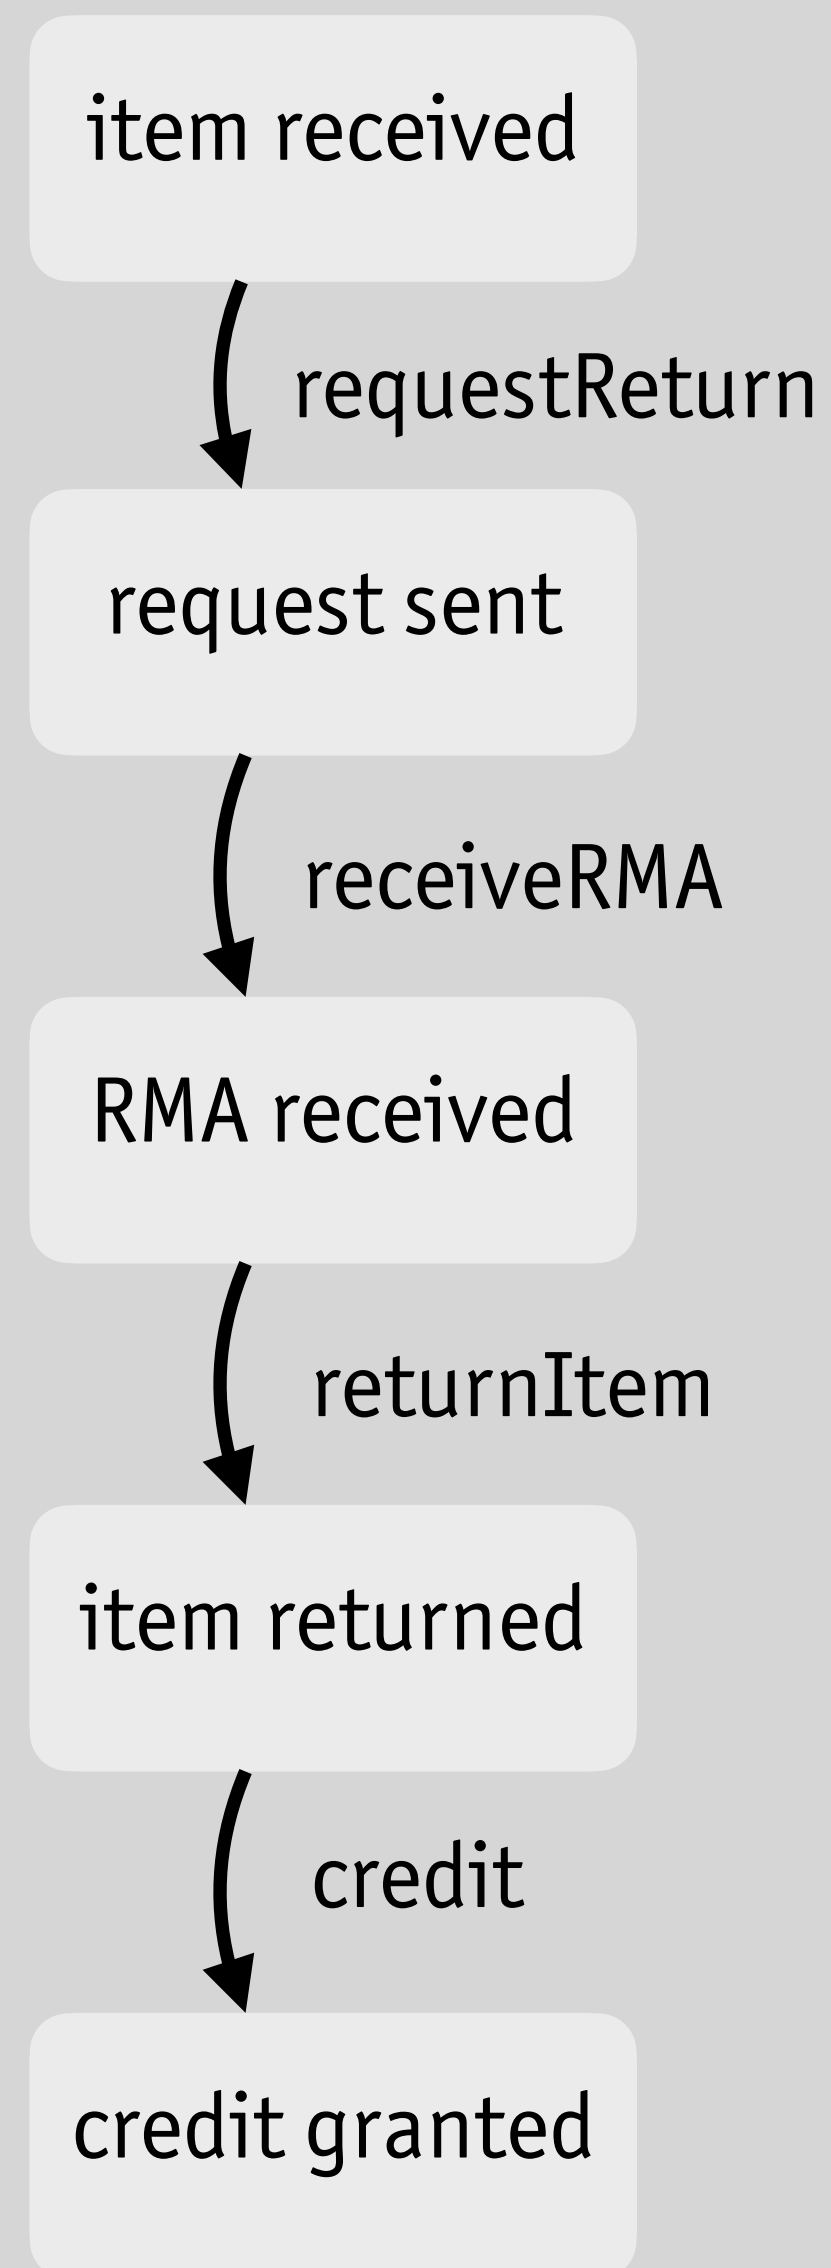 item received
requestReturn
request sent
receiveRMA
RMA received
returnItem
item returned
credit
credit granted